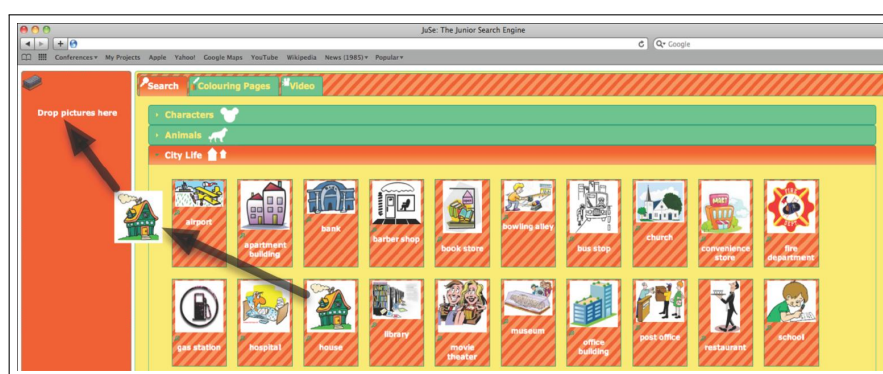 JuSe: The Junior Search Engine
Google
Conferences My Projects Apple Yahoo! Google Maps YouTube Wikipedia News (1985) Popular
Drop pictures here
Search Colouring Pages Video
Characters
Animals
City Life
airport apartment building bank barber shop book store bowling alley bus stop church convenience store fire department
gas station hospital house library movie theater museum office building post office restaurant school